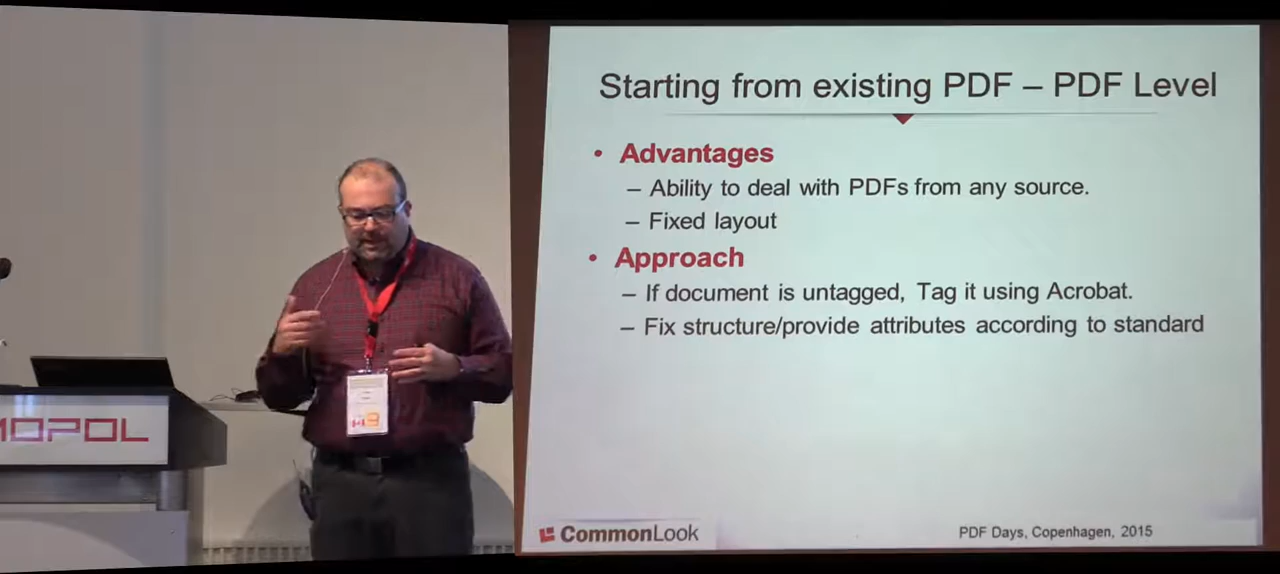 Starting from existing PDF – PDF Level
• Advantages
– Ability to deal with PDFs from any source.
– Fixed layout
• Approach
– If document is untagged, Tag it using Acrobat.
– Fix structure/provide attributes according to standard
MOPOL
CommonLook
PDF Days, Copenhagen, 2015